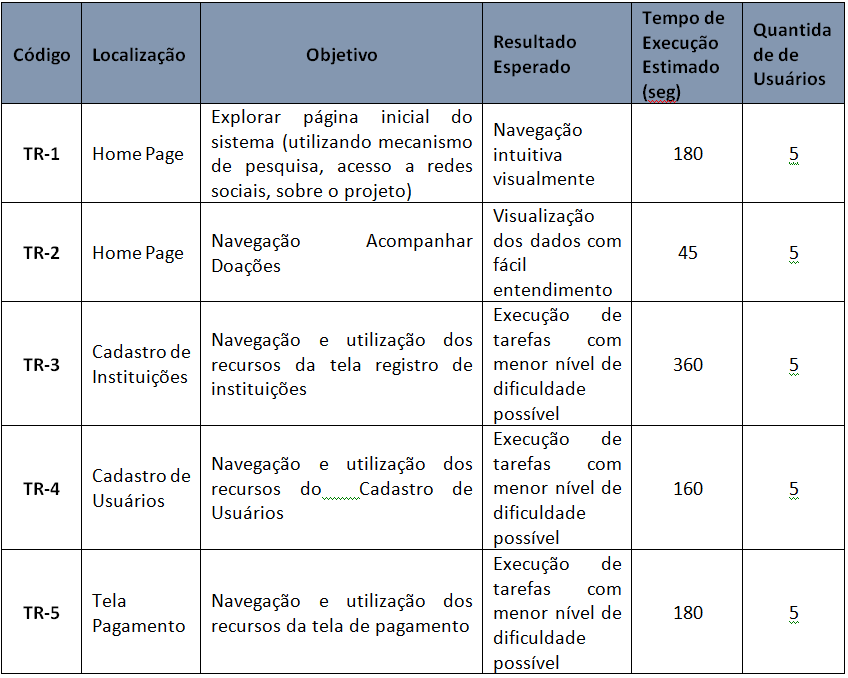 Código
Localização
Objetivo
Resultado
Esperado
Tempo de
Execução
Estimado
(seg)
Quantida
de de
Usuários
TR-1
Home Page
Explorar página inicial do
sistema (utilizando mecanismo
de pesquisa, acesso a redes
sociais, sobre o projeto)
Navegação
intuitiva
visualmente
180
5
TR-2
Home Page
Navegação Acompanhar
Doações
Visualização
dos dados com
fácil
entendimento
45
5
TR-3
Cadastro de
Instituições
Navegação e utilização dos
recursos da tela registro de
instituições
Execução de
tarefas com
menor nível de
dificuldade
possível
360
5
TR-4
Cadastro de
Usuários
Navegação e utilização dos
recursos do Cadastro de
Usuários
Execução de
tarefas com
menor nível de
dificuldade
possível
160
5
TR-5
Tela
Pagamento
Navegação e utilização dos
recursos da tela de pagamento
Execução de
tarefas com
menor nível de
dificuldade
possível
180
5